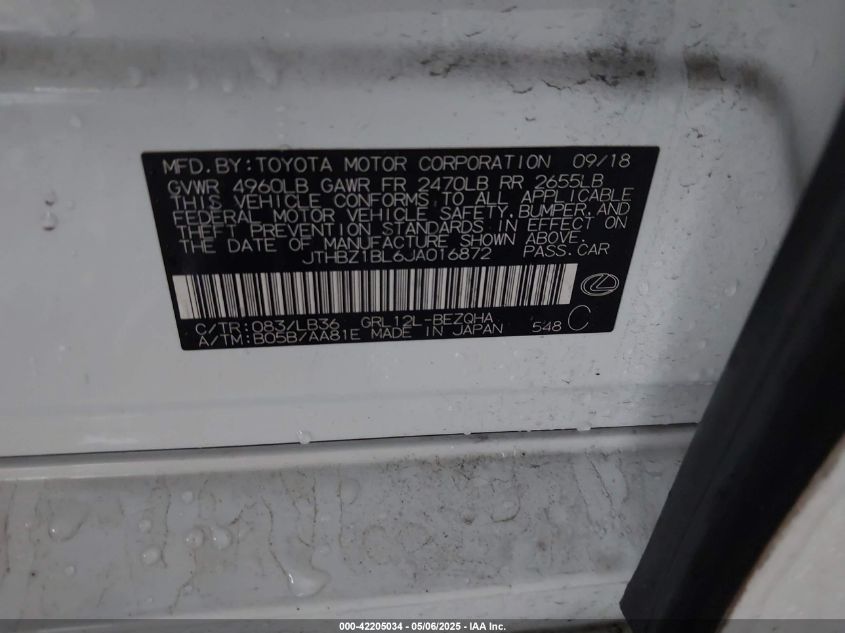 MFD.BY:TOYOTA MOTOR CORPORATION 09/18
GVWR 4960LB GAWR FR 2470LB RR 2655LB
THIS VEHICLE CONFORMS TO ALL APPLICABLE
FEDERAL MOTOR VEHICLE SAFETY,BUMPER,AND
THEFT PREVENTION STANDARDS IN EFFECT ON
THE DATE OF MANUFACTURE SHOWN ABOVE.
JTHBZ1BL6JA016872 PASS.CAR
C/TR:083/LB36 GRL12L-BEZQHA
A/TM:B05B/AA81E MADE IN JAPAN 548 C
000-42205034 - 05/06/2025 - IAA Inc.